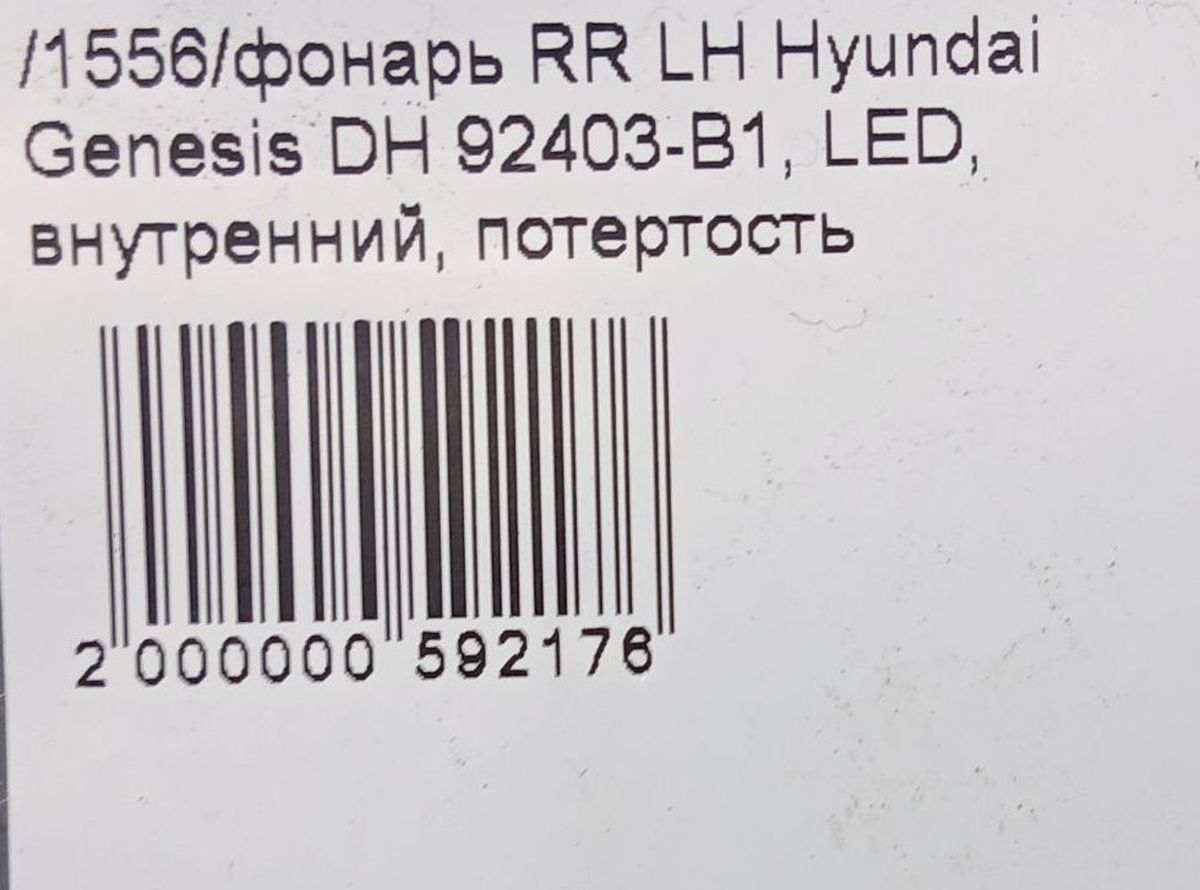 /1556/фонарь RR LH Hyundai
Genesis DH 92403-B1, LED,
внутренний, потертость
2 000000 592176